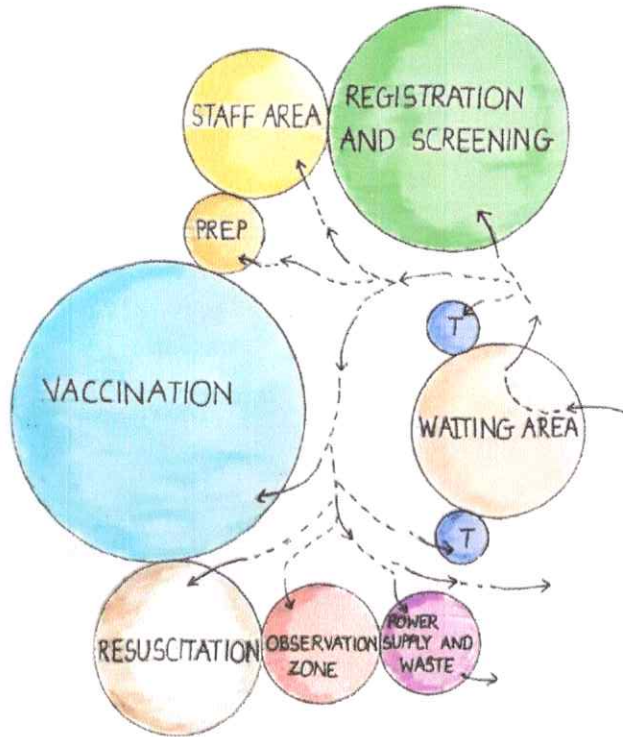 STAFF AREA
REGISTRATION
AND SCREENING
PREP
T
VACCINATION
WAITING AREA
T
RESUSCITATION
OBSERVATION
ZONE
POWER
SUPPLY AND
WASTE